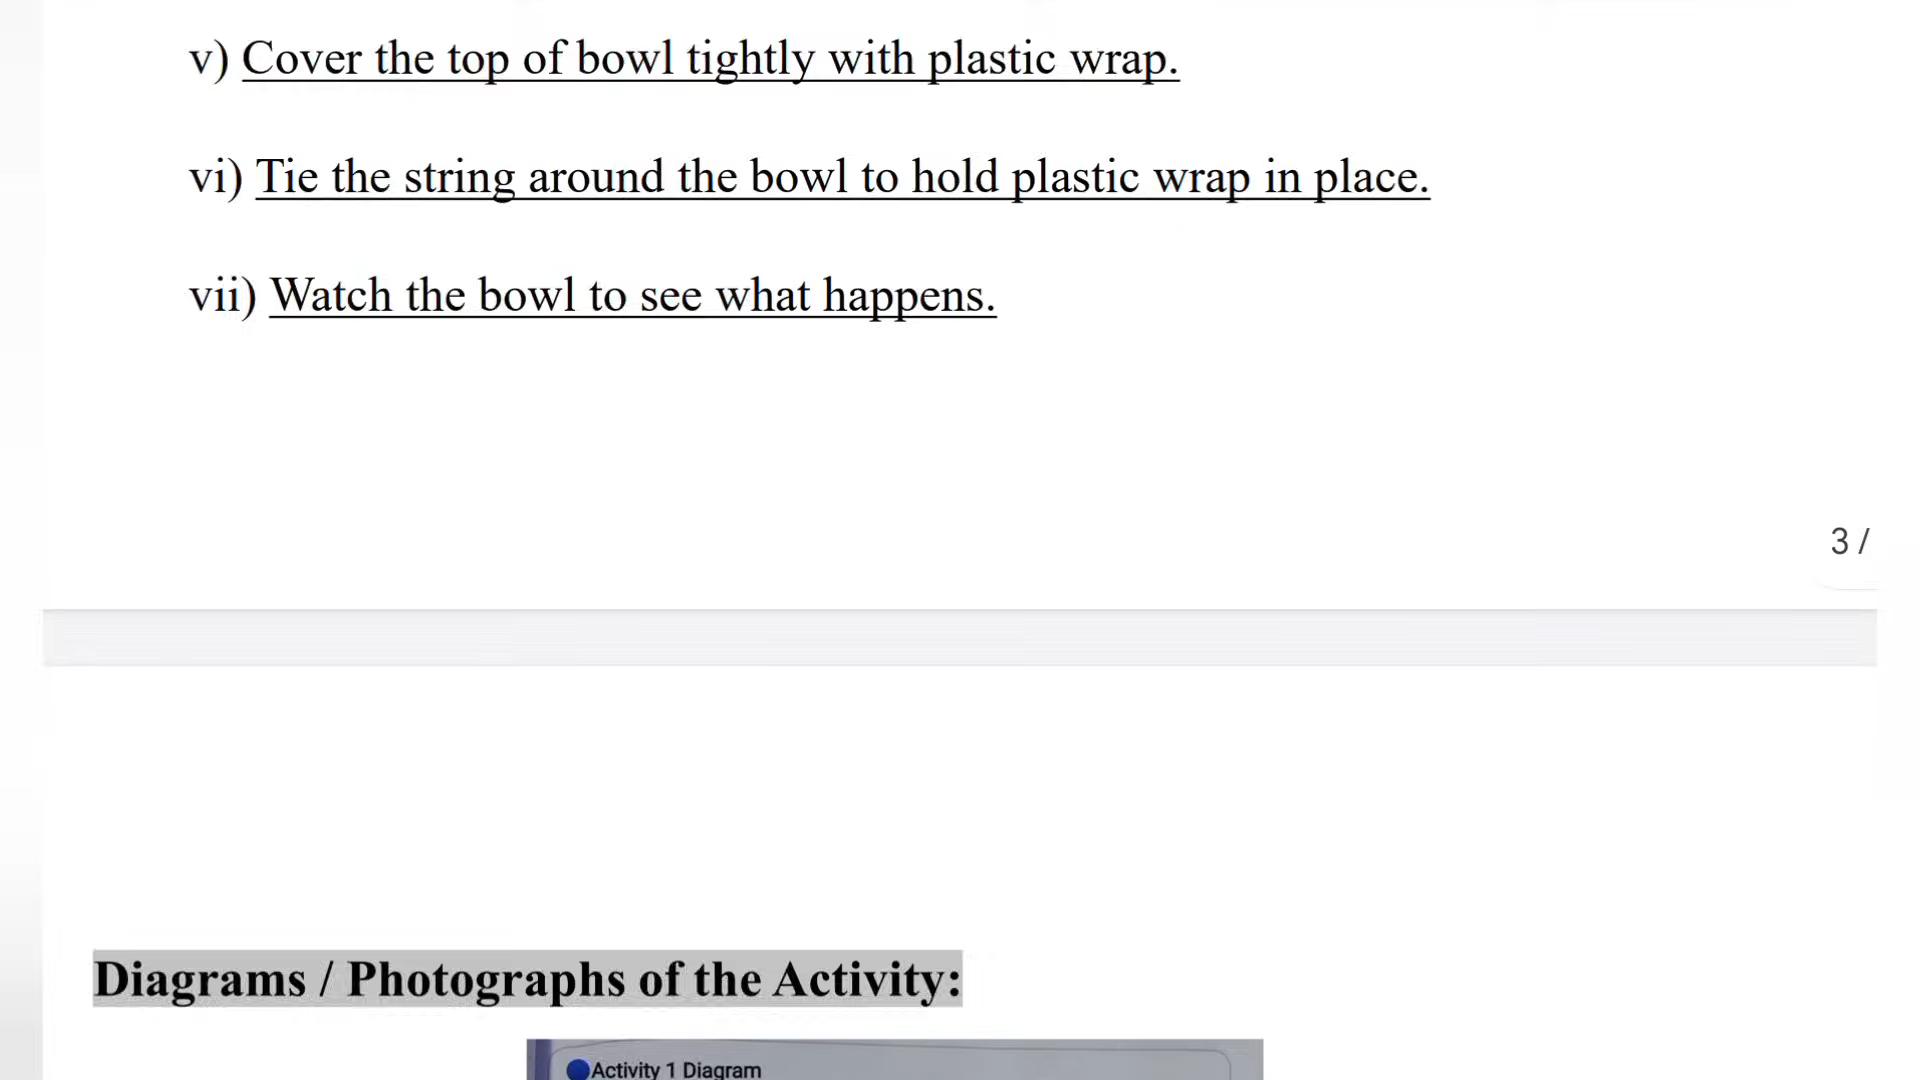 v) Cover the top of bowl tightly with plastic wrap.
vi) Tie the string around the bowl to hold plastic wrap in place.
vii) Watch the bowl to see what happens.
3 /
Diagrams / Photographs of the Activity:
Activity 1 Diagram